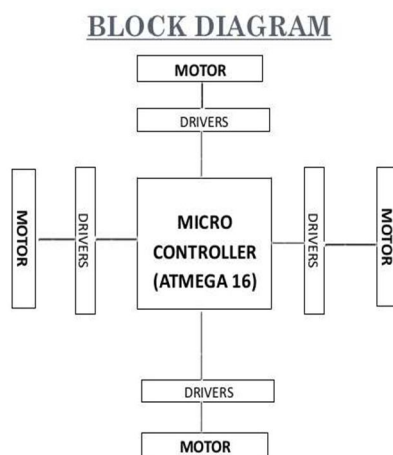 BLOCK DIAGRAM
MOTOR
DRIVERS
MOTOR
DRIVERS
MICRO
CONTROLLER
(ATMEGA 16)
DRIVERS
MOTOR
DRIVERS
MOTOR